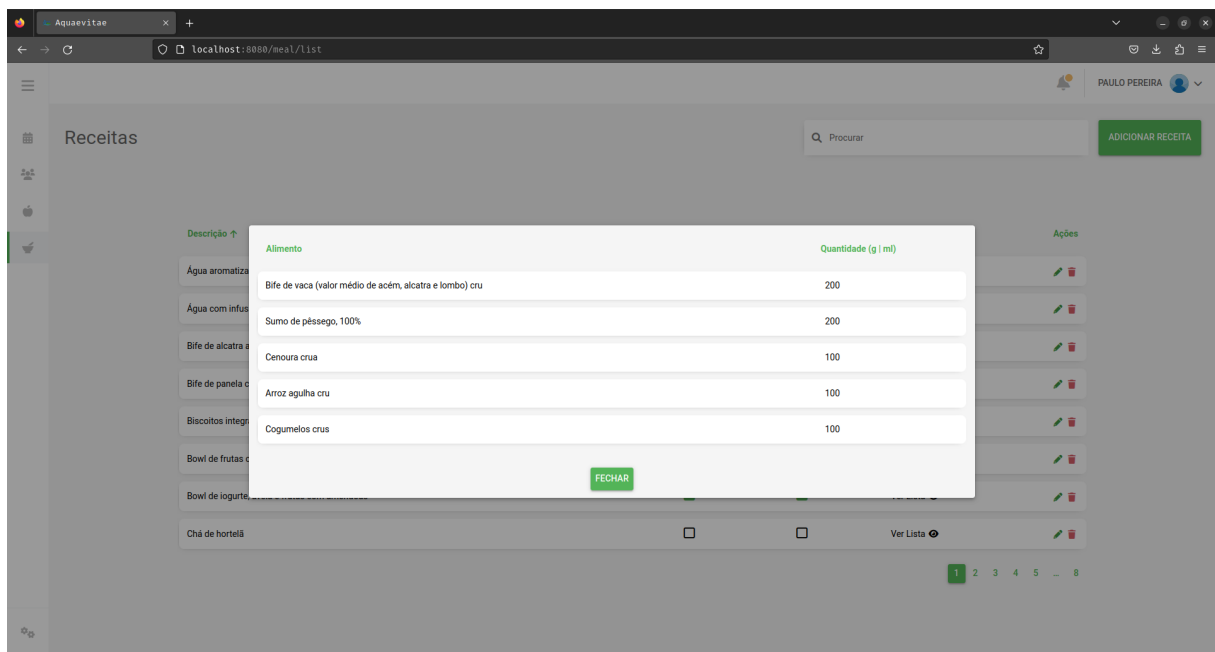 Aquaevitae
localhost:8080/meal/list
PAULO PEREIRA
Receitas
Procurar
ADICIONAR RECEITA
Descrição ↑
Ações
Alimento
Quantidade (g | ml)
Água aromatiza
Bife de vaca (valor médio de acém, alcatra e lombo) cru
200
Água com infus
Sumo de pêssego, 100%
200
Bife de alcatra a
Cenoura crua
100
Bife de panela c
Arroz agulha cru
100
Biscoitos integr
Cogumelos crus
100
Bowl de frutas c
FECHAR
Bowl de iogurte,
Chá de hortelã
Ver Lista
1 2 3 4 5 ... 8